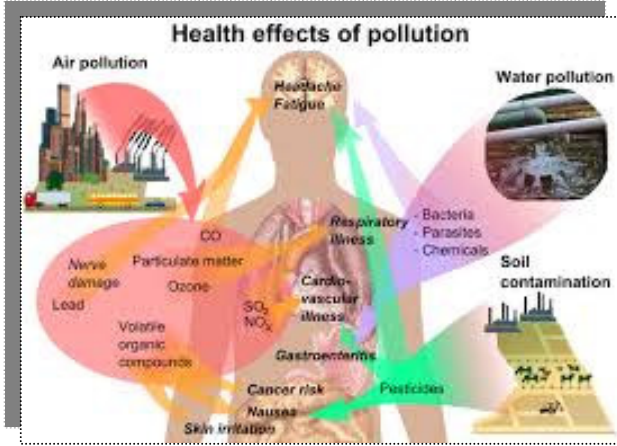 Health effects of pollution
Air pollution
Water pollution
Headache
Fatigue
- Bacteria
- Parasites
- Chemicals
Respiratory
illness
CO
Nerve
damage
Particulate matter
Ozone
Lead
SO₂
NOₓ
Cardio-
vascular
illness
Volatile
organic
compounds
Soil
contamination
Gastroenteritis
Pesticides
Cancer risk
Nausea
Skin irritation